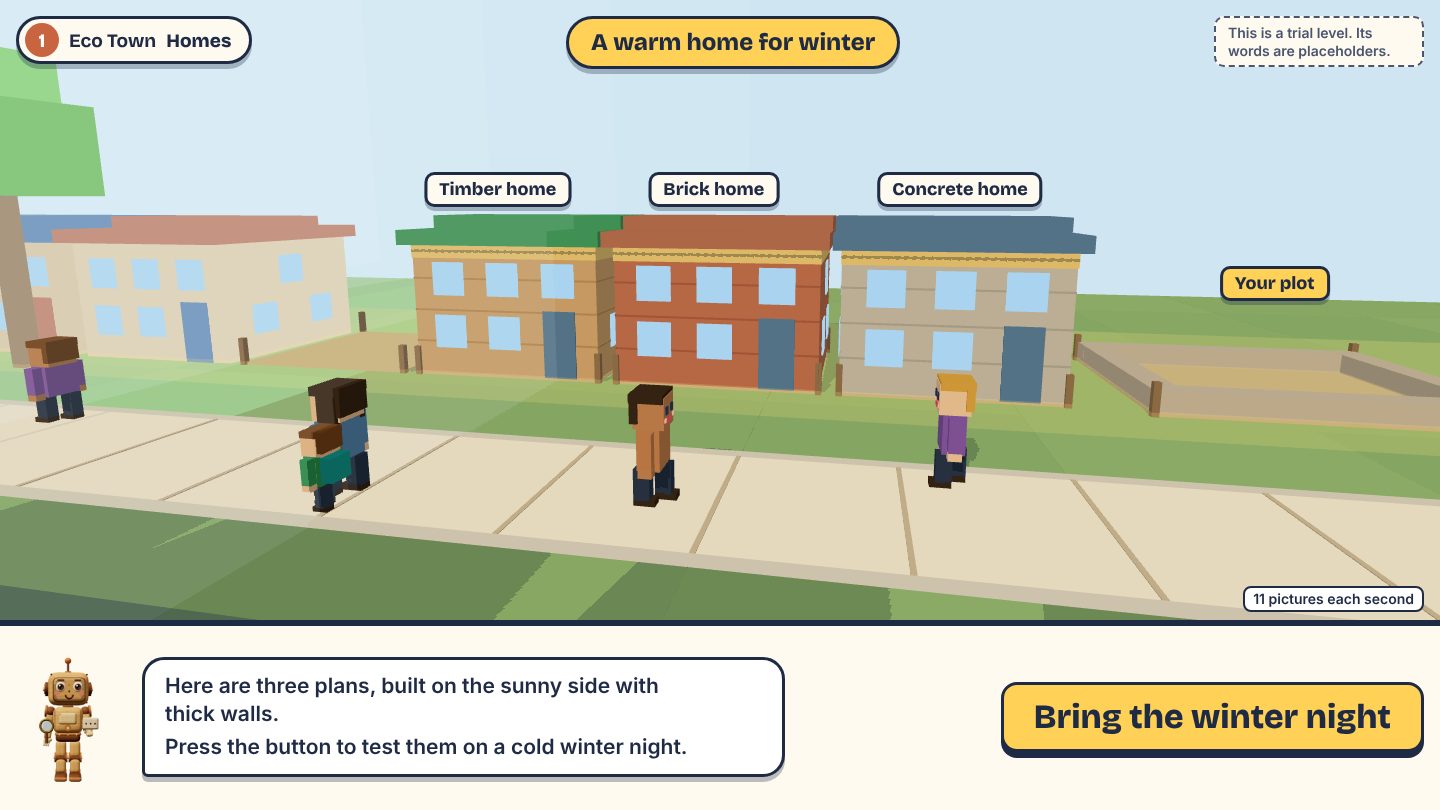 1 Eco Town Homes
A warm home for winter
This is a trial level. Its
words are placeholders.
Timber home
Brick home
Concrete home
Your plot
11 pictures each second
Here are three plans, built on the sunny side with
thick walls.
Press the button to test them on a cold winter night.
Bring the winter night